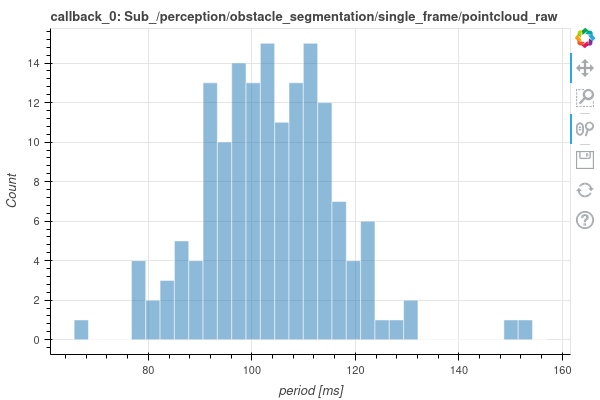 callback_0: Sub_/perception/obstacle_segmentation/single_frame/pointcloud_raw
Count
14
12
10
8
6
4
2
0
80 100 120 140 160
period [ms]